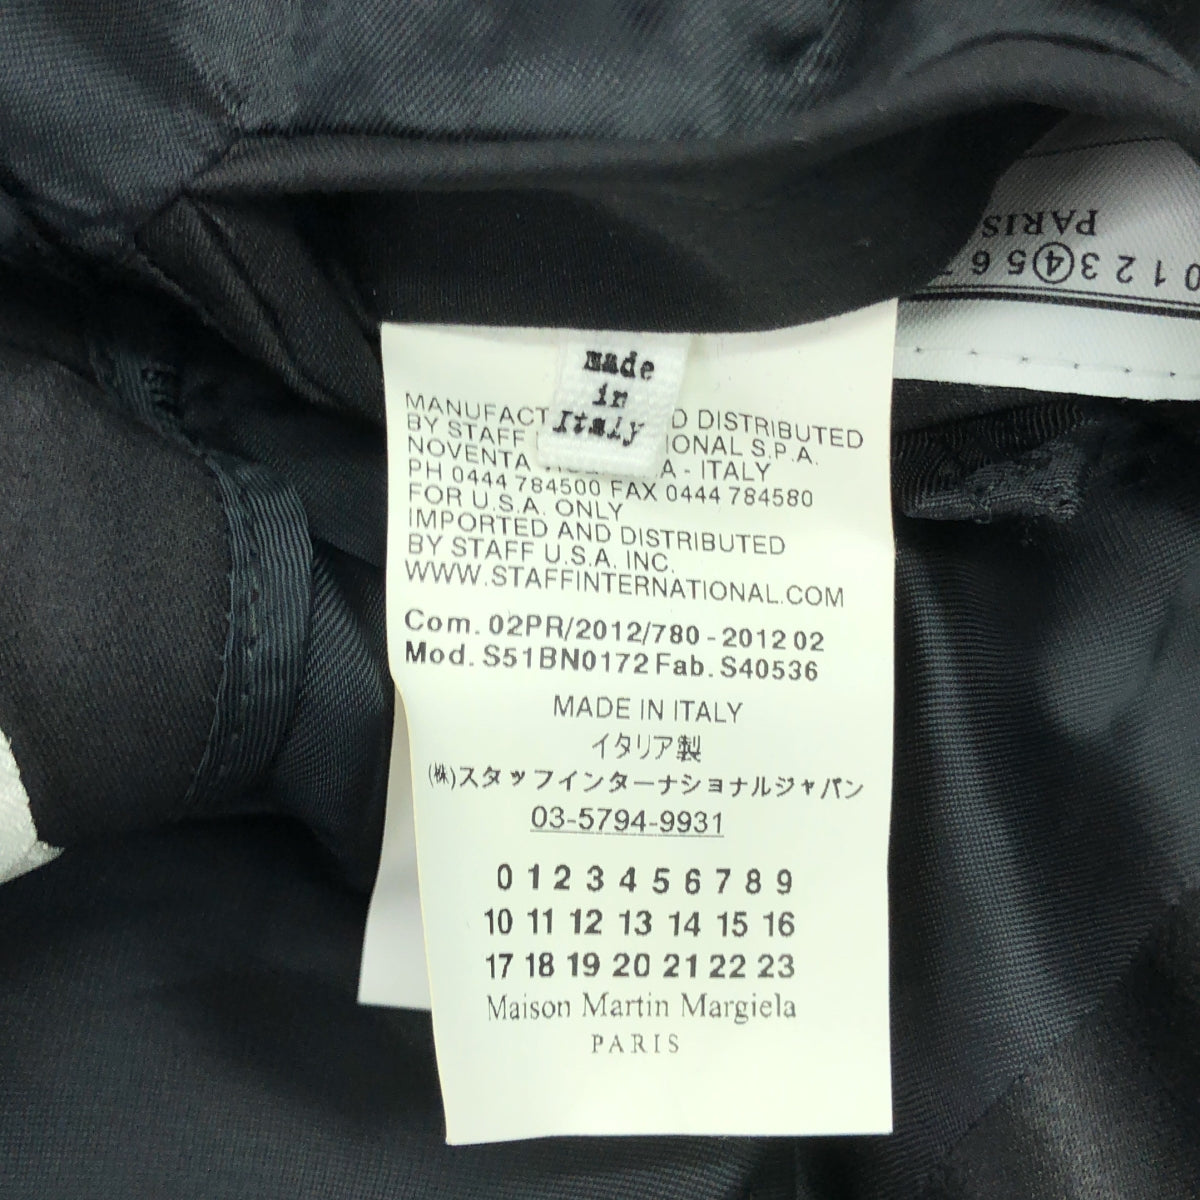 PARIS
0 1 2 3 4 5 6
made
in
Italy
MANUFACT D DISTRIBUTED
BY STAFF IONAL S.P.A.
NOVENTA A - ITALY
PH 0444 784500 FAX 0444 784580
FOR U.S.A. ONLY
IMPORTED AND DISTRIBUTED
BY STAFF U.S.A. INC.
WWW.STAFFINTERNATIONAL.COM
Com. 02PR/2012/780 - 2012 02
Mod. S51BN0172 Fab. S40536
MADE IN ITALY
イタリア製
(株)スタッフインターナショナルジャパン
03-5794-9931
0 1 2 3 4 5 6 7 8 9
10 11 12 13 14 15 16
17 18 19 20 21 22 23
Maison Martin Margiela
PARIS